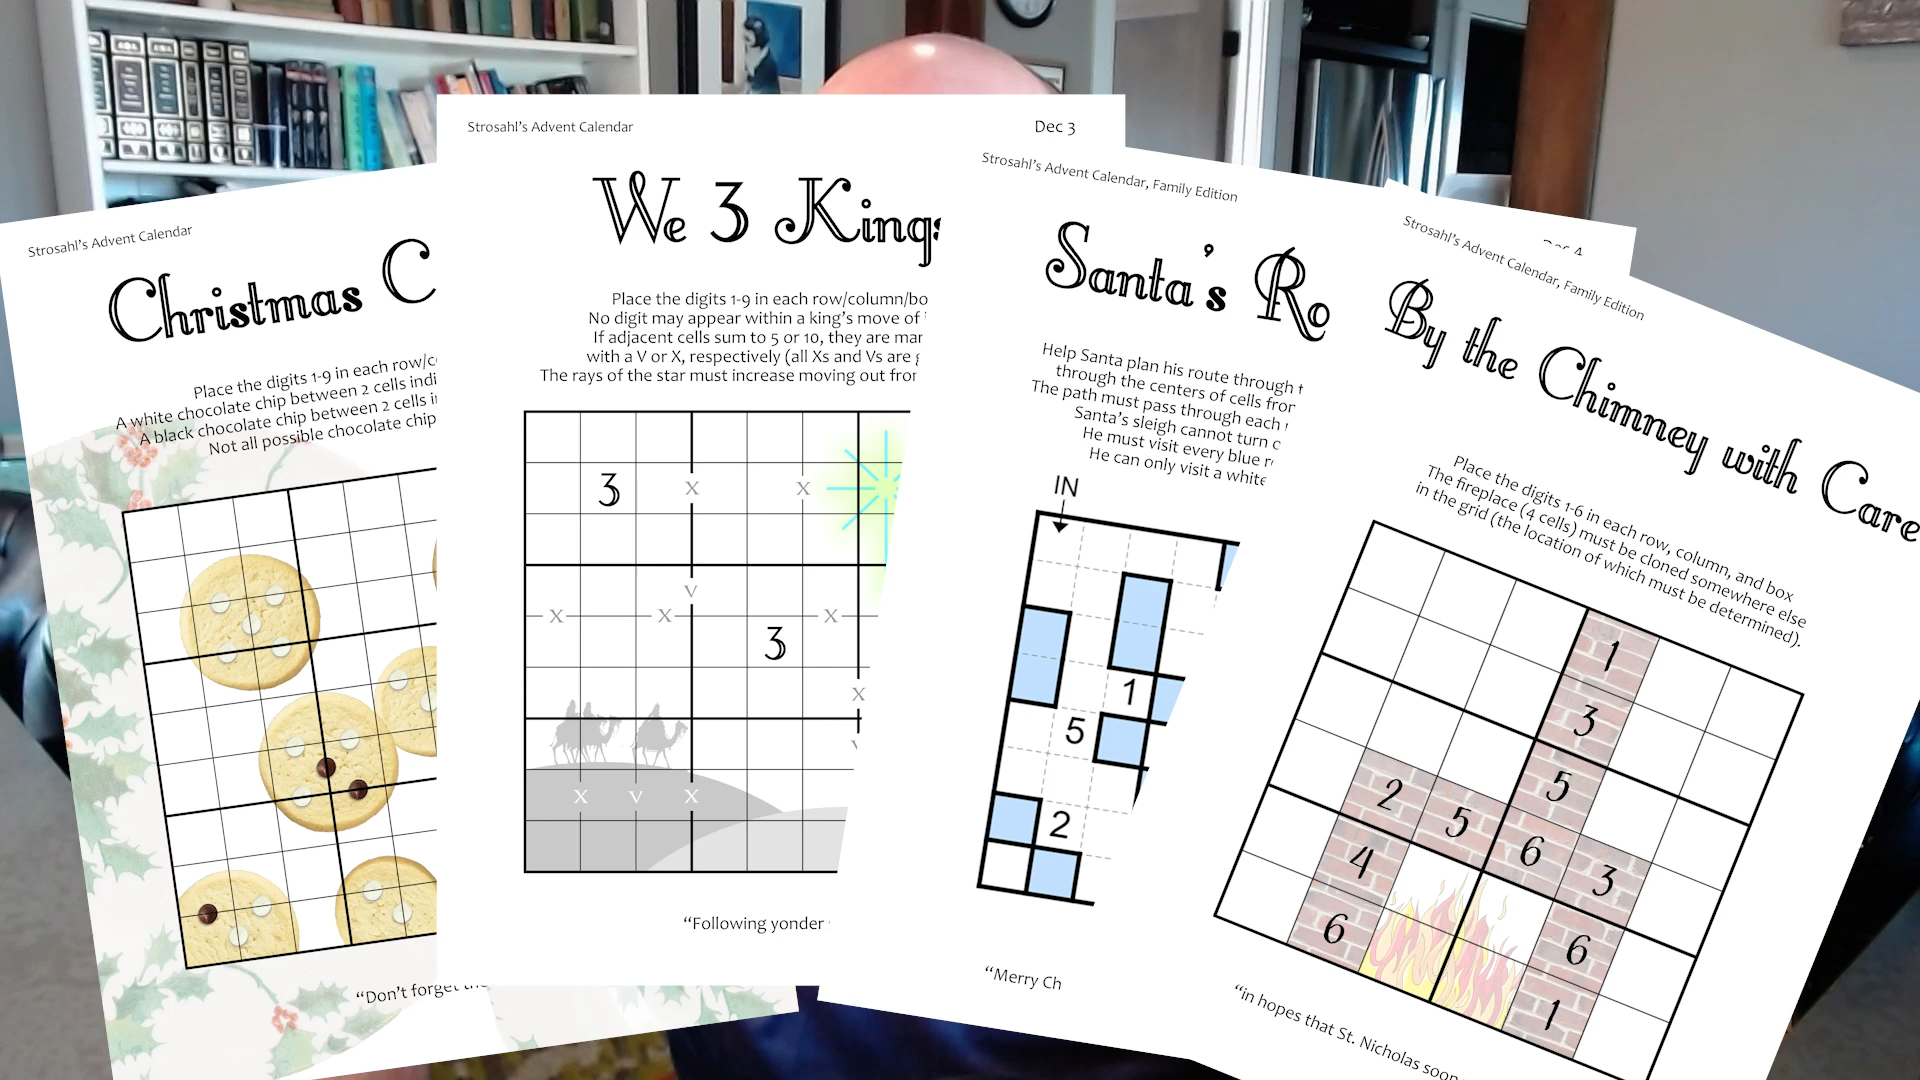 Strosahl's Advent Calendar
Christmas C
Place the digits 1-9 in each row/c
A white chocolate chip between 2 cells indi
A black chocolate chip between 2 cells i
Not all possible chocolate chip
"Don't forget
Strosahl's Advent Calendar
Dec 3
We 3 Kings
Place the digits 1-9 in each row/column/bo
No digit may appear within a king's move of
If adjacent cells sum to 5 or 10, they are mar
with a V or X, respectively (all Xs and Vs are g
The rays of the star must increase moving out from
3 X X
V
X X X
3
X
V
X V X
"Following yonder
Strosahl's Advent Calendar, Family Edition
Santa's Ro
Help Santa plan his route through t
through the centers of cells from
The path must pass through each
Santa's sleigh cannot turn o
He must visit every blue r
He can only visit a white
IN
1
5
2
"Merry Ch
Strosahl's Advent Calendar, Family Edition
By the Chimney with Care
Place the digits 1-6 in each row, column, and box
The fireplace (4 cells) must be cloned somewhere else
in the grid (the location of which must be determined).
1
3
5
2 5 6 3
4 6
6 1
"in hopes that St. Nicholas soon